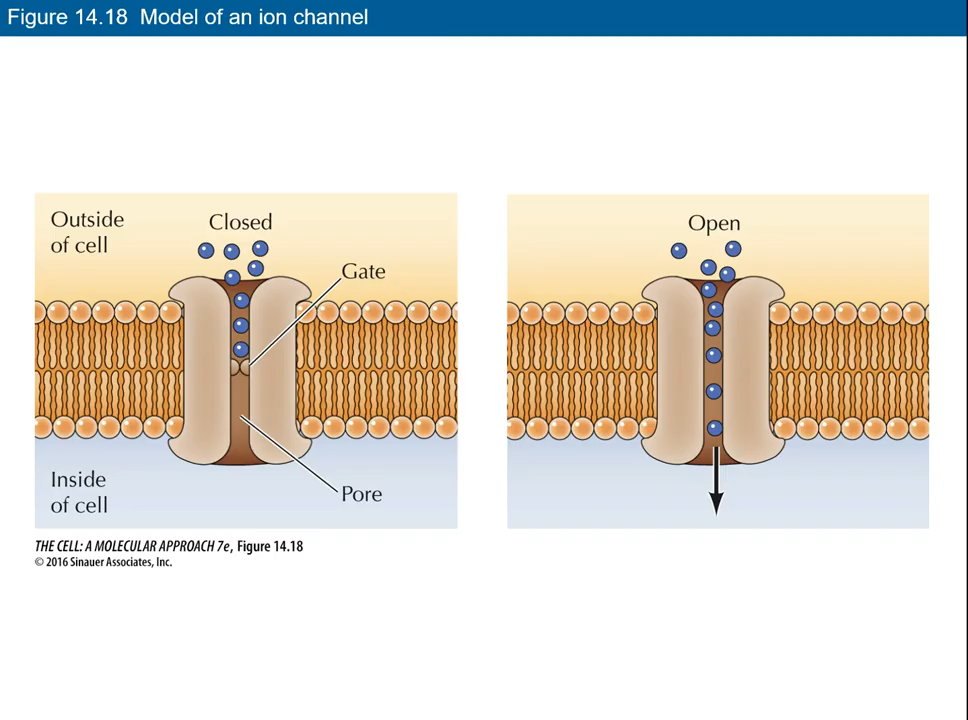 Figure 14.18 Model of an ion channel
Outside
of cell
Closed
Gate
Inside
of cell
Pore
Open
THE CELL: A MOLECULAR APPROACH 7e, Figure 14.18
© 2016 Sinauer Associates, Inc.